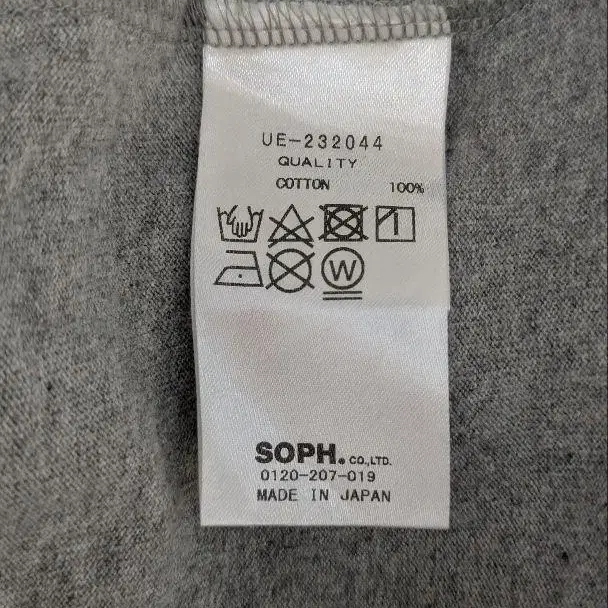 UE-232044
QUALITY
COTTON 100%
W
SOPH. CO.,LTD.
0120-207-019
MADE IN JAPAN